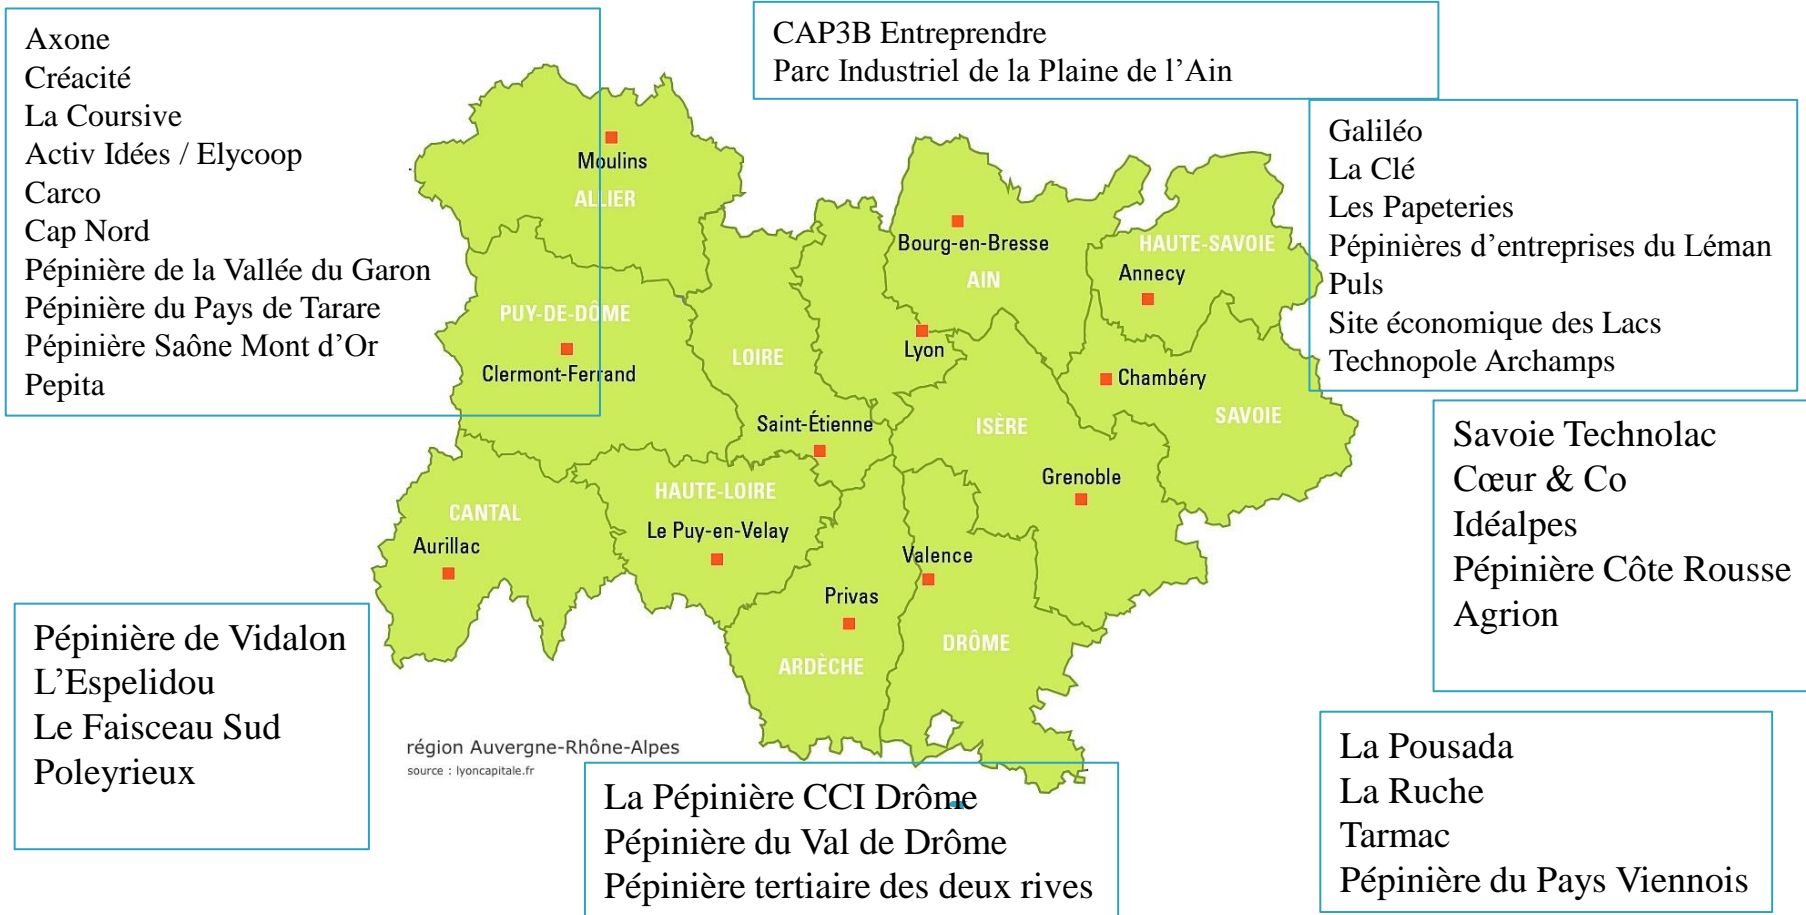 Axone
Créacité
La Coursive
Activ Idées / Elycoop
Carco
Cap Nord
Pépinière de la Vallée du Garon
Pépinière du Pays de Tarare
Pépinière Saône Mont d’Or
Pepita
CAP3B Entreprendre
Parc Industriel de la Plaine de l’Ain
Galiléo
La Clé
Les Papeteries
Pépinières d’entreprises du Léman
Puls
Site économique des Lacs
Technopole Archamps
Moulins
ALLIER
Bourg-en-Bresse
AIN
HAUTE-SAVOIE
Annecy
PUY-DE-DÔME
Clermont-Ferrand
LOIRE
Lyon
Chambéry
SAVOIE
Saint-Étienne
ISÈRE
Grenoble
HAUTE-LOIRE
Le Puy-en-Velay
CANTAL
Aurillac
Valence
Privas
DRÔME
ARDÈCHE
Savoie Technolac
Cœur & Co
Idéalpes
Pépinière Côte Rousse
Agrion
Pépinière de Vidalon
L’Espelidou
Le Faisceau Sud
Poleyrieux
région Auvergne-Rhône-Alpes
source : lyoncapitale.fr
La Pépinière CCI Drôme
Pépinière du Val de Drôme
Pépinière tertiaire des deux rives
La Pousada
La Ruche
Tarmac
Pépinière du Pays Viennois